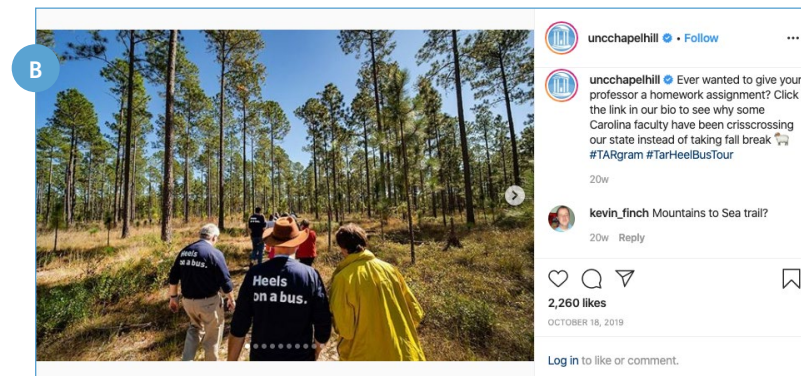 B
Heels
on a bus.
Heels
on a bus.
uncchapelhill • Follow
uncchapelhill Ever wanted to give your
professor a homework assignment? Click
the link in our bio to see why some
Carolina faculty have been crisscrossing
our state instead of taking fall break 🐏
#TARgram #TarHeelBusTour
20w
kevin_finch Mountains to Sea trail?
20w Reply
2,260 likes
OCTOBER 18, 2019
Log in to like or comment.